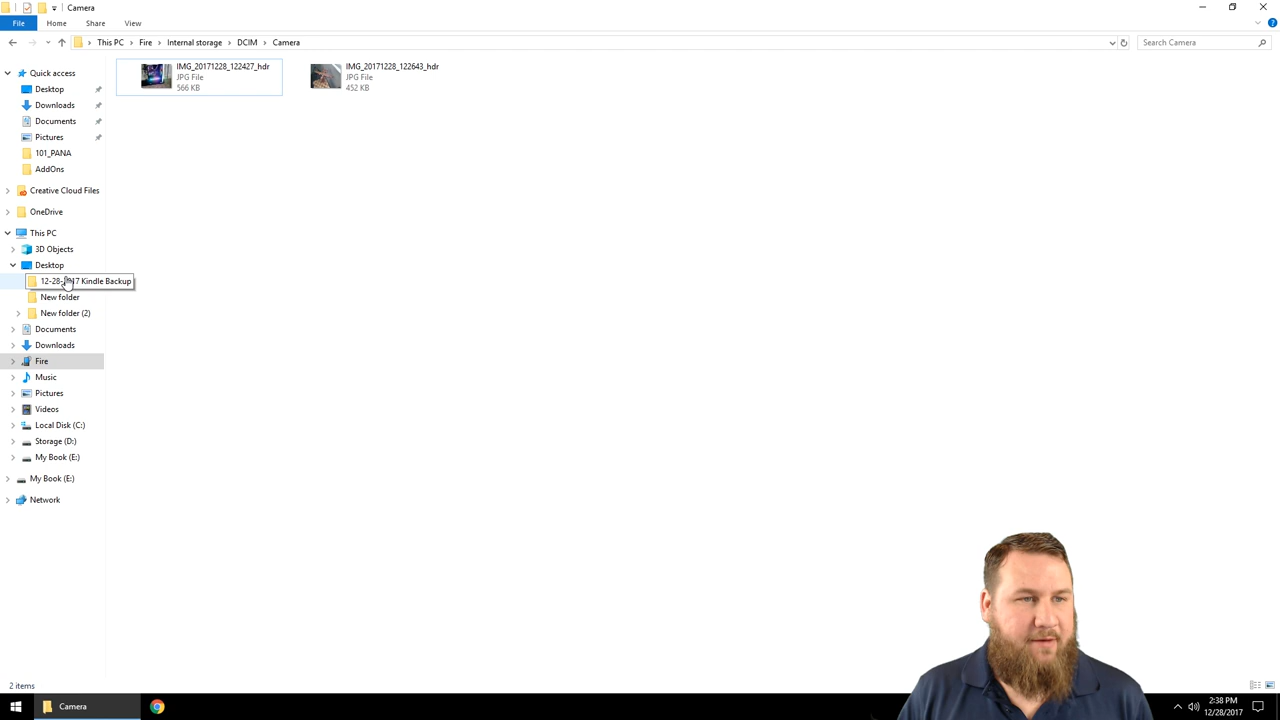 Camera
File Home Share View
This PC Fire Internal storage DCIM Camera
Search Camera
IMG_20171228_122427_hdr
JPG File
566 KB
IMG_20171228_122643_hdr
JPG File
452 KB
Quick access
Desktop
Downloads
Documents
Pictures
101_PANA
AddOns
Creative Cloud Files
OneDrive
This PC
3D Objects
Desktop
12-28-2017 Kindle Backup
New folder
New folder (2)
Documents
Downloads
Fire
Music
Pictures
Videos
Local Disk (C:)
Storage (D:)
My Book (E:)
My Book (E:)
Network
2 items
Camera
2:38 PM
12/28/2017